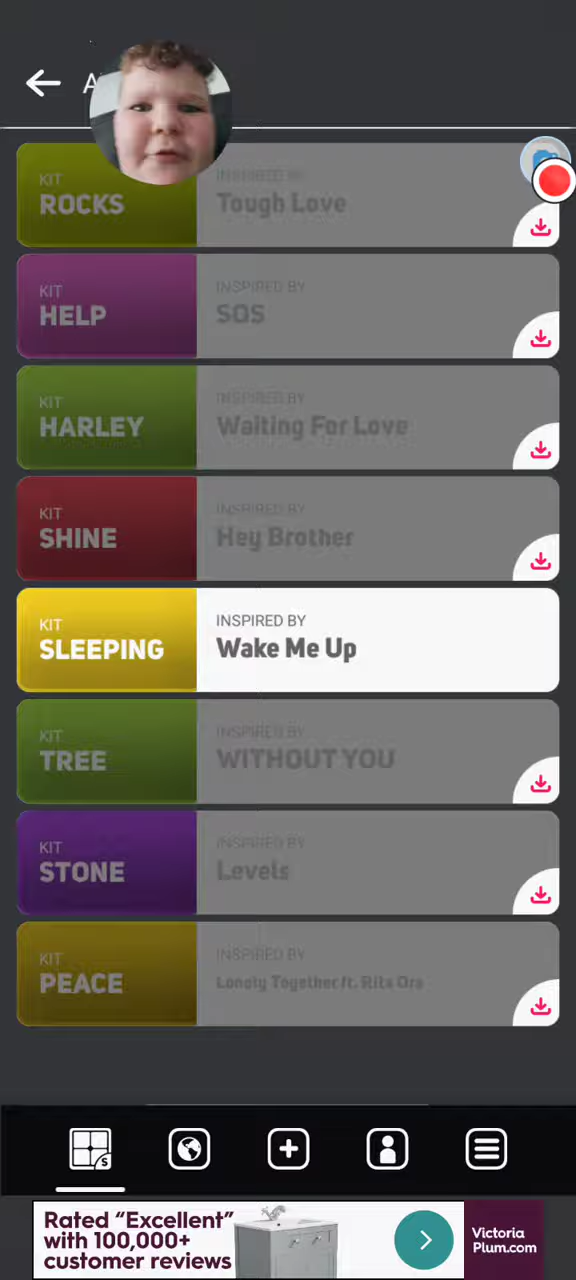 A
KIT
ROCKS
INSPIRED BY
Tough Love
KIT
HELP
INSPIRED BY
SOS
KIT
HARLEY
INSPIRED BY
Waiting For Love
KIT
SHINE
INSPIRED BY
Hey Brother
KIT
SLEEPING
INSPIRED BY
Wake Me Up
KIT
TREE
INSPIRED BY
WITHOUT YOU
KIT
STONE
INSPIRED BY
Levels
KIT
PEACE
INSPIRED BY
Lonely Together ft. Rita Ora
$
Rated “Excellent”
with 100,000+
customer reviews
Victoria
Plum.com